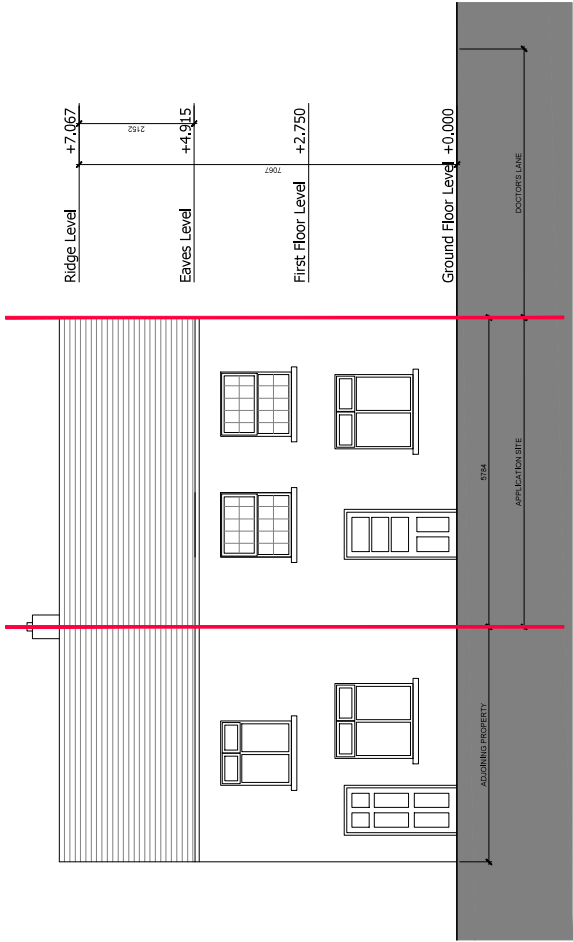 Ridge Level +7.067
2152
Eaves Level +4.915
7067
First Floor Level +2.750
Ground Floor Level +0.000
5784
ADJOINING PROPERTY
APPLICATION SITE
DOCTOR'S LANE